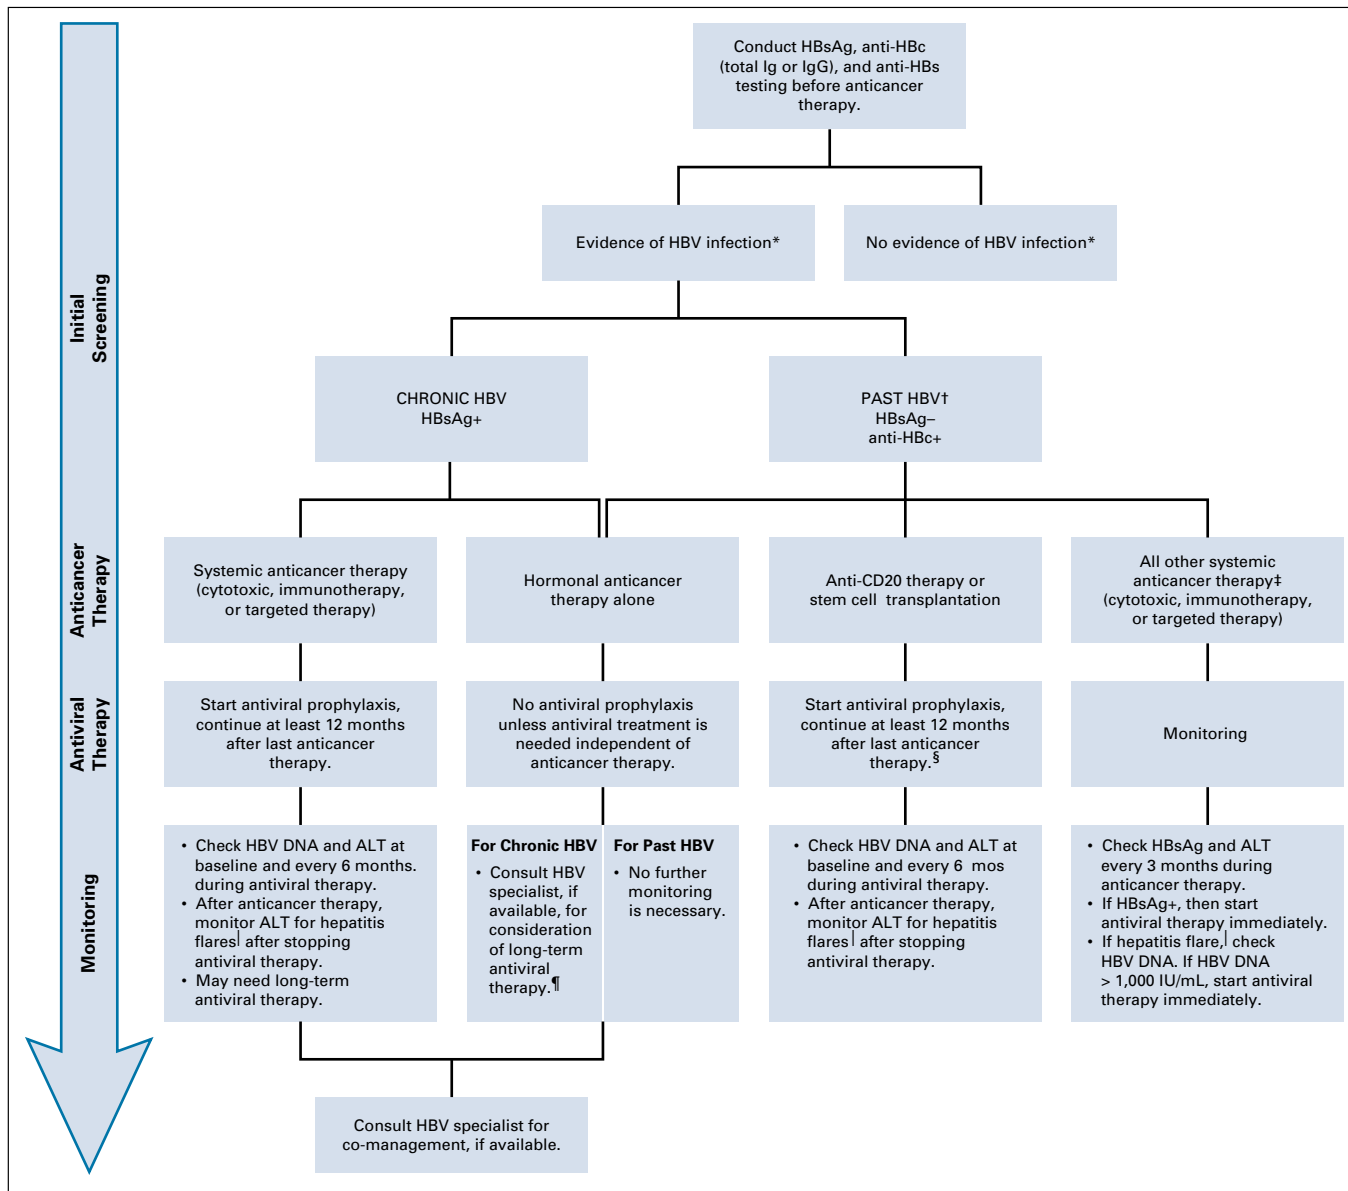 Conduct HBsAg, anti-HBc
(total Ig or IgG), and anti-HBs
testing before anticancer
therapy.
Evidence of HBV infection*
No evidence of HBV infection*
Initial
Screening
CHRONIC HBV
HBsAg+
PAST HBV†
HBsAg–
anti-HBc+
Anticancer
Therapy
Systemic anticancer therapy
(cytotoxic, immunotherapy,
or targeted therapy)
Hormonal anticancer
therapy alone
Anti-CD20 therapy or
stem cell transplantation
All other systemic
anticancer therapy‡
(cytotoxic, immunotherapy,
or targeted therapy)
Antiviral
Therapy
Start antiviral prophylaxis,
continue at least 12 months
after last anticancer
therapy.
No antiviral prophylaxis
unless antiviral treatment is
needed independent of
anticancer therapy.
Start antiviral prophylaxis,
continue at least 12 months
after last anticancer
therapy.§
Monitoring
Monitoring
• Check HBV DNA and ALT at
baseline and every 6 months.
during antiviral therapy.
• After anticancer therapy,
monitor ALT for hepatitis
flares| after stopping
antiviral therapy.
• May need long-term
antiviral therapy.
For Chronic HBV
• Consult HBV
specialist, if
available, for
consideration
of long-term
antiviral
therapy.¶
For Past HBV
• No further
monitoring
is necessary.
• Check HBV DNA and ALT at
baseline and every 6 mos
during antiviral therapy.
• After anticancer therapy,
monitor ALT for hepatitis
flares| after stopping
antiviral therapy.
• Check HBsAg and ALT
every 3 months during
anticancer therapy.
• If HBsAg+, then start
antiviral therapy immediately.
• If hepatitis flare,| check
HBV DNA. If HBV DNA
> 1,000 IU/mL, start antiviral
therapy immediately.
Consult HBV specialist for
co-management, if available.